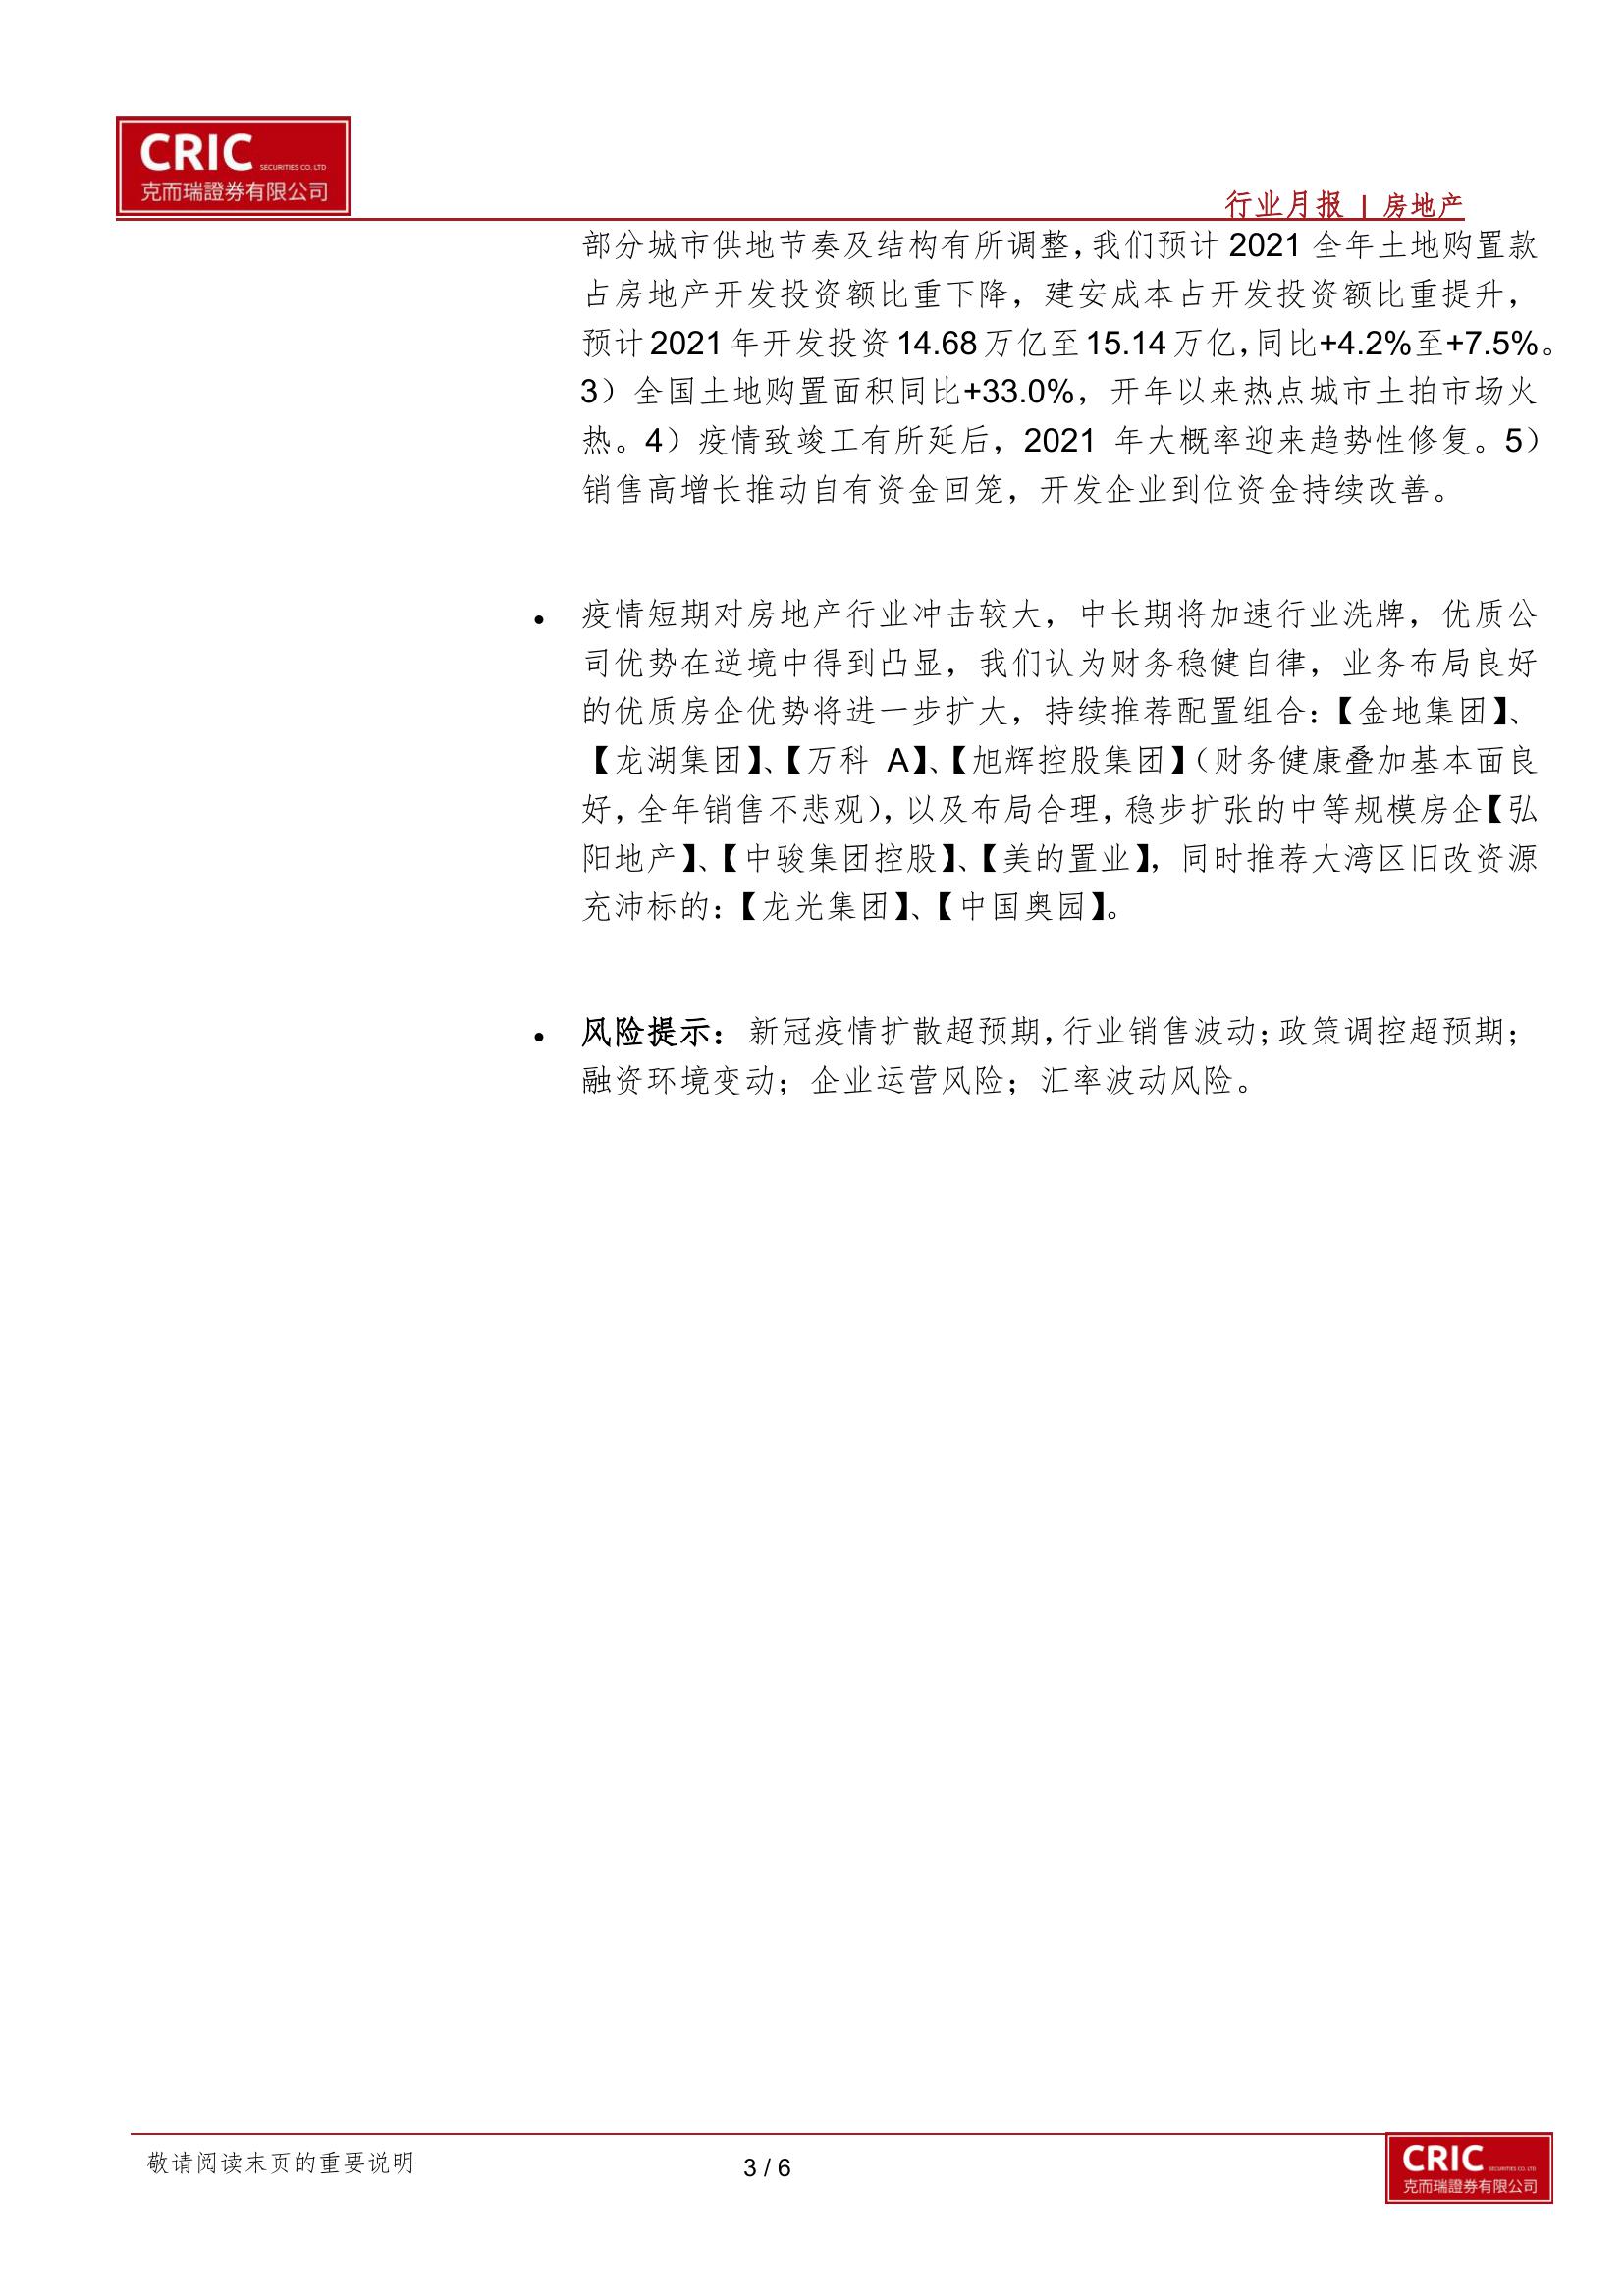 CRIC SECURITIES CO. LTD
克而瑞證券有限公司
行业月报 | 房地产
部分城市供地节奏及结构有所调整，我们预计 2021 全年土地购置款
占房地产开发投资额比重下降，建安成本占开发投资额比重提升，
预计 2021 年开发投资 14.68 万亿至 15.14 万亿，同比+4.2%至+7.5%。
3）全国土地购置面积同比+33.0%，开年以来热点城市土拍市场火
热。4）疫情致竣工有所延后，2021 年大概率迎来趋势性修复。5）
销售高增长推动自有资金回笼，开发企业到位资金持续改善。
• 疫情短期对房地产行业冲击较大，中长期将加速行业洗牌，优质公
司优势在逆境中得到凸显，我们认为财务稳健自律，业务布局良好
的优质房企优势将进一步扩大，持续推荐配置组合：【金地集团】、
【龙湖集团】、【万科 A】、【旭辉控股集团】（财务健康叠加基本面良
好，全年销售不悲观），以及布局合理，稳步扩张的中等规模房企【弘
阳地产】、【中骏集团控股】、【美的置业】，同时推荐大湾区旧改资源
充沛标的：【龙光集团】、【中国奥园】。
• 风险提示：新冠疫情扩散超预期，行业销售波动；政策调控超预期；
融资环境变动；企业运营风险；汇率波动风险。
敬请阅读末页的重要说明
3 / 6
CRIC SECURITIES CO. LTD
克而瑞證券有限公司